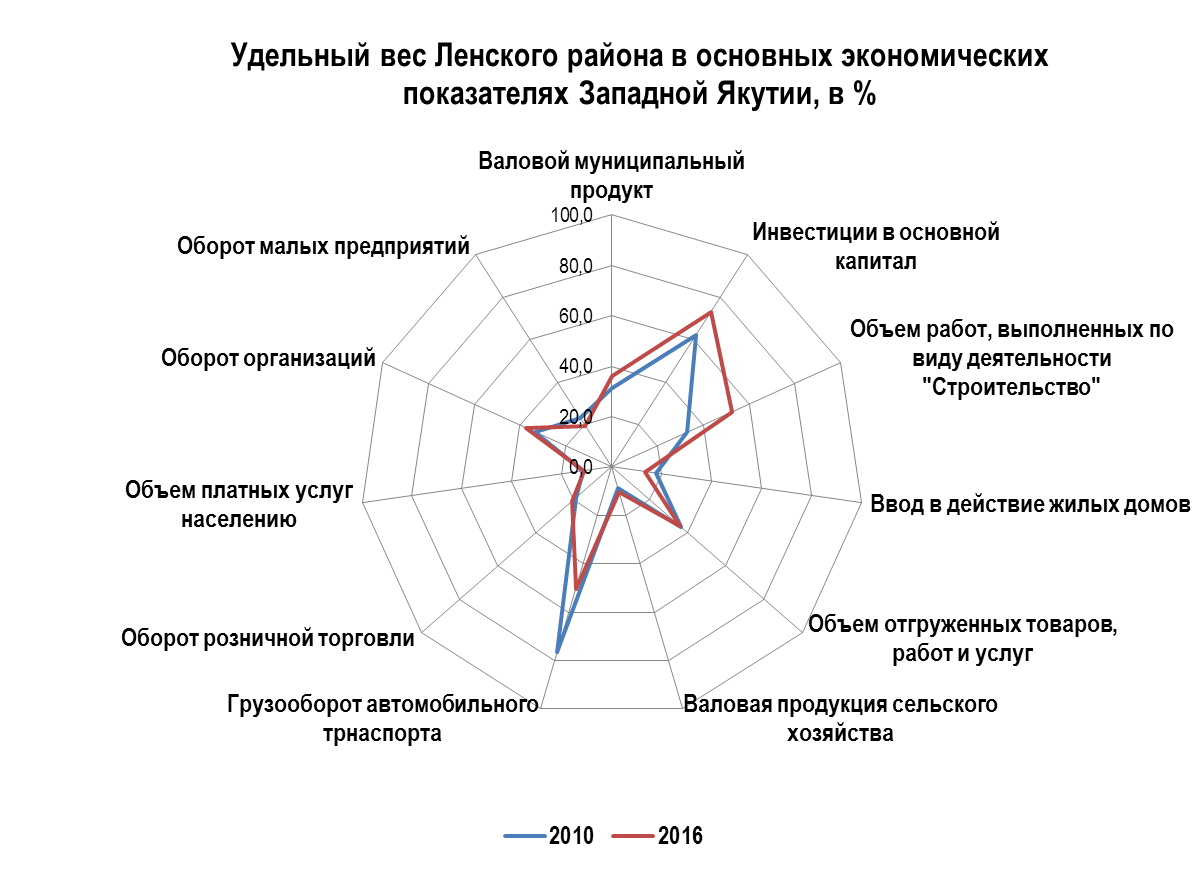 Удельный вес Ленского района в основных экономических
показателях Западной Якутии, в %
Валовой муниципальный
продукт
Инвестиции в основной
капитал
Объем работ, выполненных по
виду деятельности
"Строительство"
Ввод в действие жилых домов
Объем отгруженных товаров,
работ и услуг
Валовая продукция сельского
хозяйства
Грузооборот автомобильного
трнаспорта
Оборот розничной торговли
Объем платных услуг
населению
Оборот организаций
Оборот малых предприятий
100,0
80,0
60,0
40,0
20,0
0,0
2010
2016